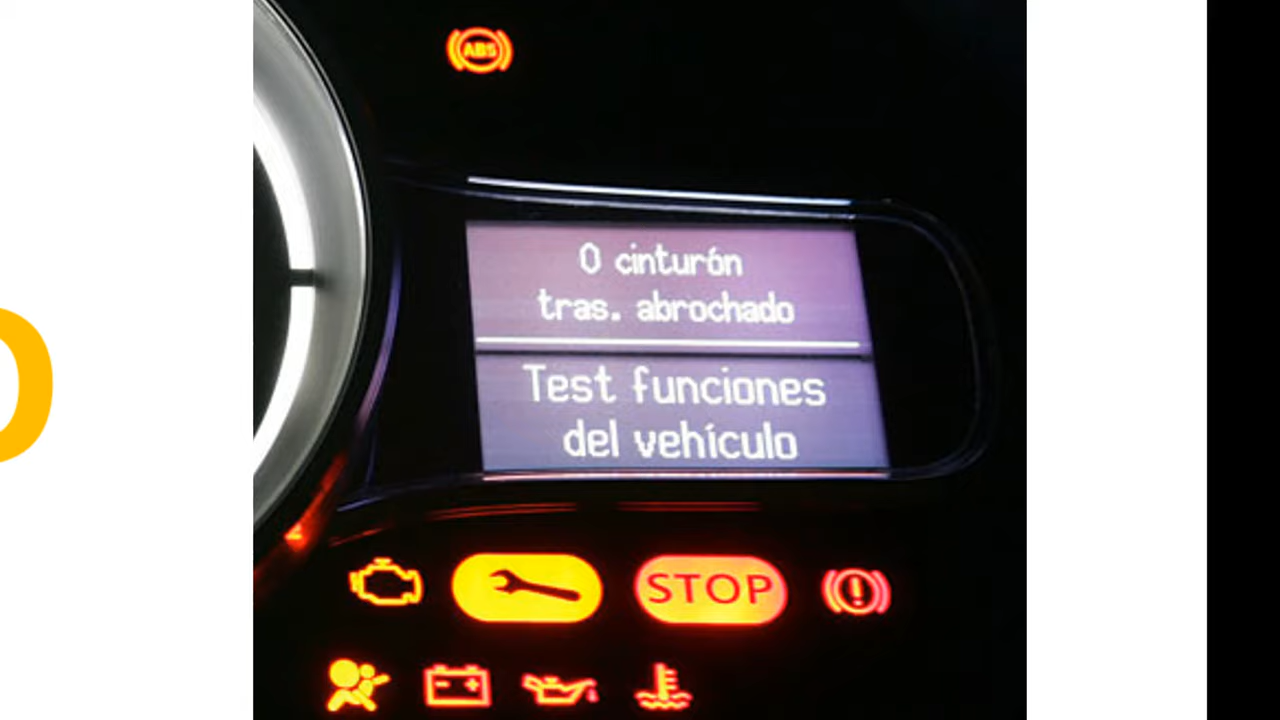 ABS
0 cinturón
tras. abrochado
Test funciones
del vehículo
STOP